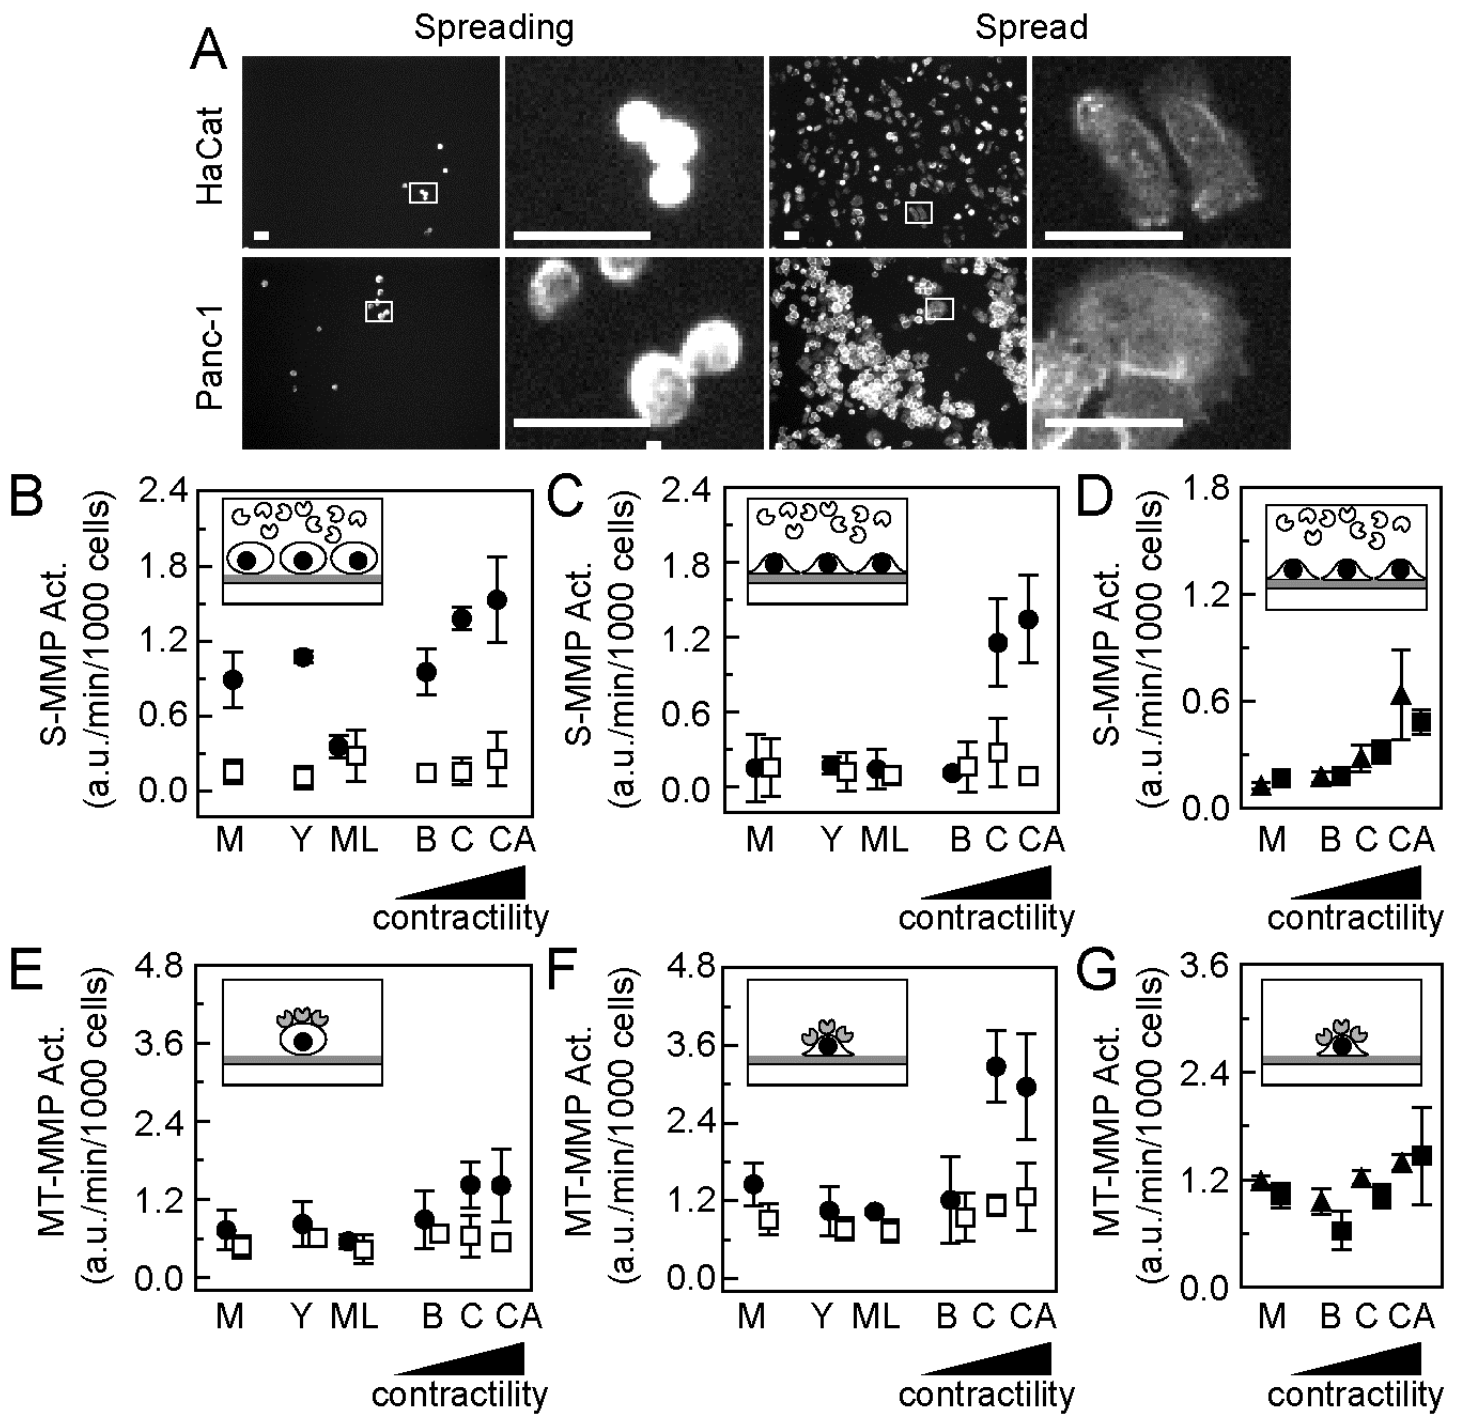 Spreading
Spread
A
HaCat
Panc-1
B
S-MMP Act.
(a.u./min/1000 cells)
2.4
1.8
1.2
0.6
0.0
M Y ML B C CA
contractility
C
S-MMP Act.
(a.u./min/1000 cells)
2.4
1.8
1.2
0.6
0.0
M Y ML B C CA
contractility
D
S-MMP Act.
(a.u./min/1000 cells)
1.8
1.2
0.6
0.0
M B C CA
contractility
E
MT-MMP Act.
(a.u./min/1000 cells)
4.8
3.6
2.4
1.2
0.0
M Y ML B C CA
contractility
F
MT-MMP Act.
(a.u./min/1000 cells)
4.8
3.6
2.4
1.2
0.0
M Y ML B C CA
contractility
G
MT-MMP Act.
(a.u./min/1000 cells)
3.6
2.4
1.2
0.0
M B C CA
contractility